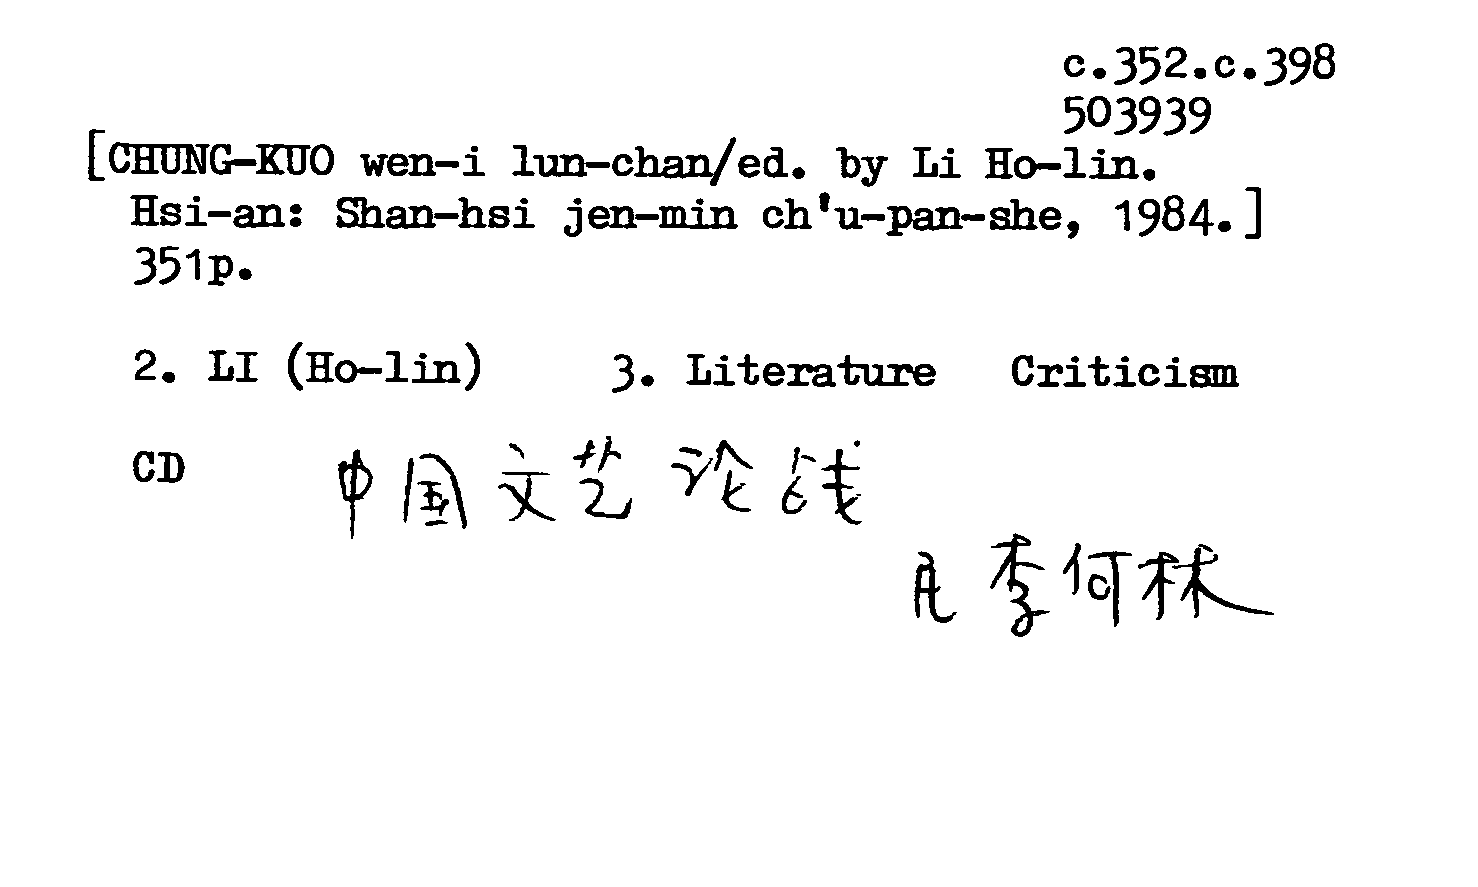 c.352.c.398
503939
[CHUNG-KUO wen-i lun-chan/ed. by Li Ho-lin.
Hsi-an: Shan-hsi jen-min ch'u-pan-she, 1984.]
351p.
2. LI (Ho-lin) 3. Literature Criticism
CD 中国文艺论战
李何林